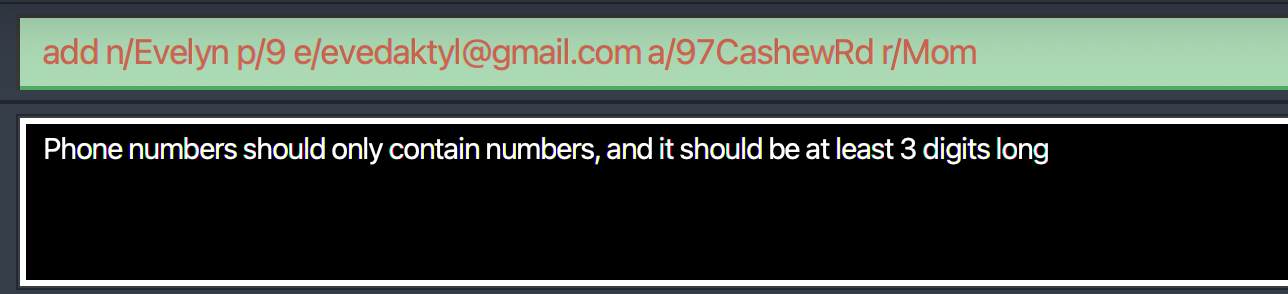 add n/Evelyn p/9 e/evedaktyl@gmail.com a/97CashewRd r/Mom
Phone numbers should only contain numbers, and it should be at least 3 digits long